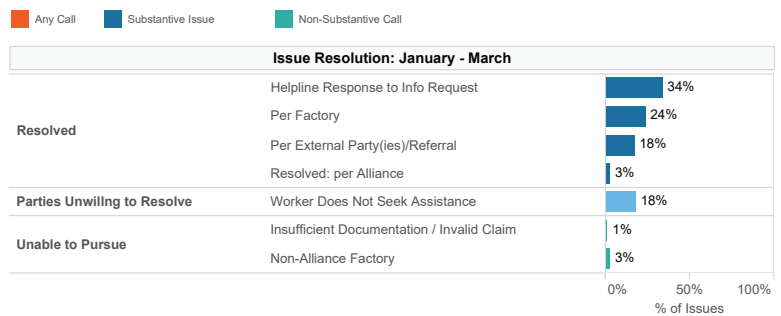 Any Call Substantive Issue Non-Substantive Call
Issue Resolution: January - March
Resolved
Helpline Response to Info Request 34%
Per Factory 24%
Per External Party(ies)/Referral 18%
Resolved: per Alliance 3%
Parties Unwillng to Resolve Worker Does Not Seek Assistance 18%
Unable to Pursue
Insufficient Documentation / Invalid Claim 1%
Non-Alliance Factory 3%
0% 50% 100%
% of Issues